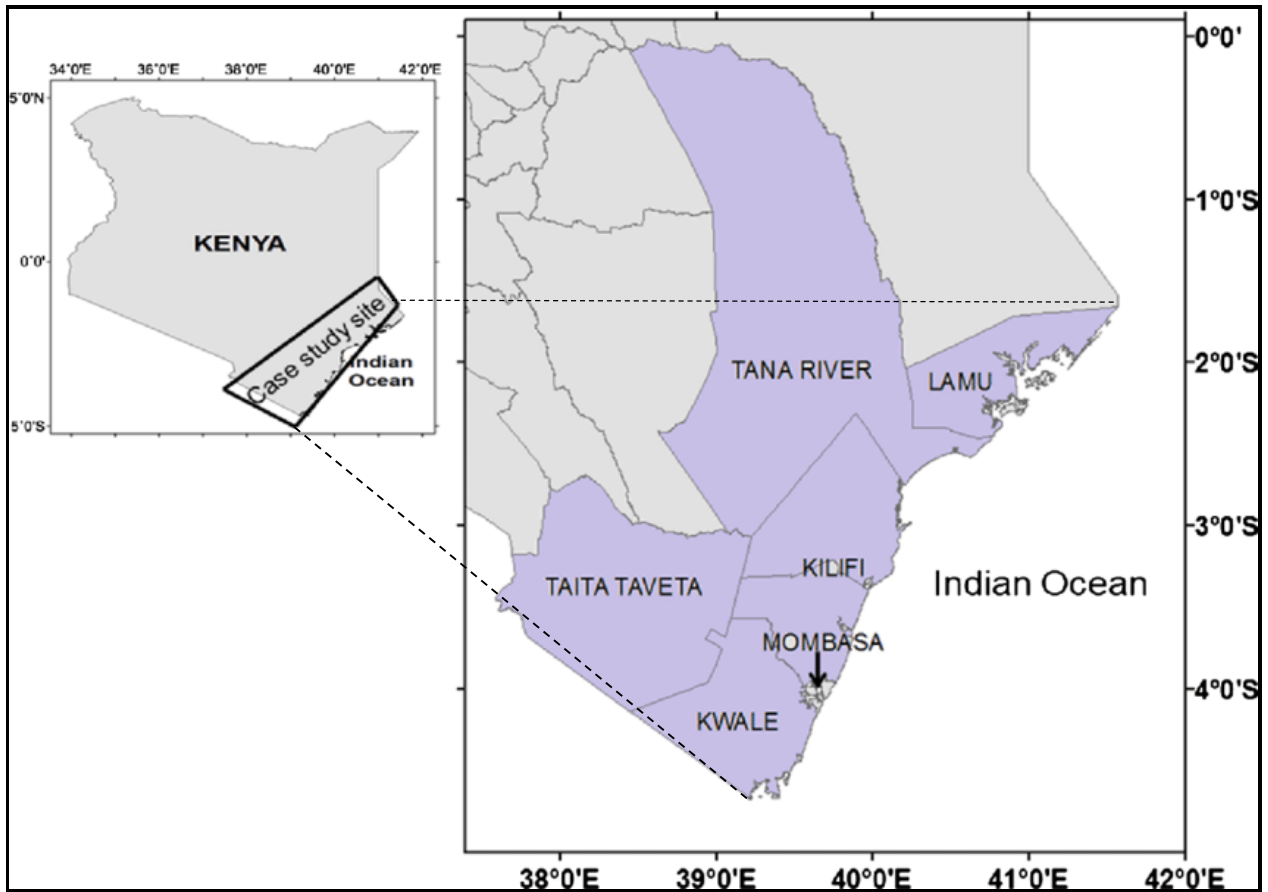 34°0'E 36°0'E 38°0'E 40°0'E 42°0'E
5°0'N
KENYA
0°0'
Case study site
Indian
Ocean
5°0'S
0°0'
1°0'S
2°0'S
3°0'S
4°0'S
TANA RIVER
LAMU
KILIFI
TAITA TAVETA
Indian Ocean
MOMBASA
KWALE
38°0'E 39°0'E 40°0'E 41°0'E 42°0'E